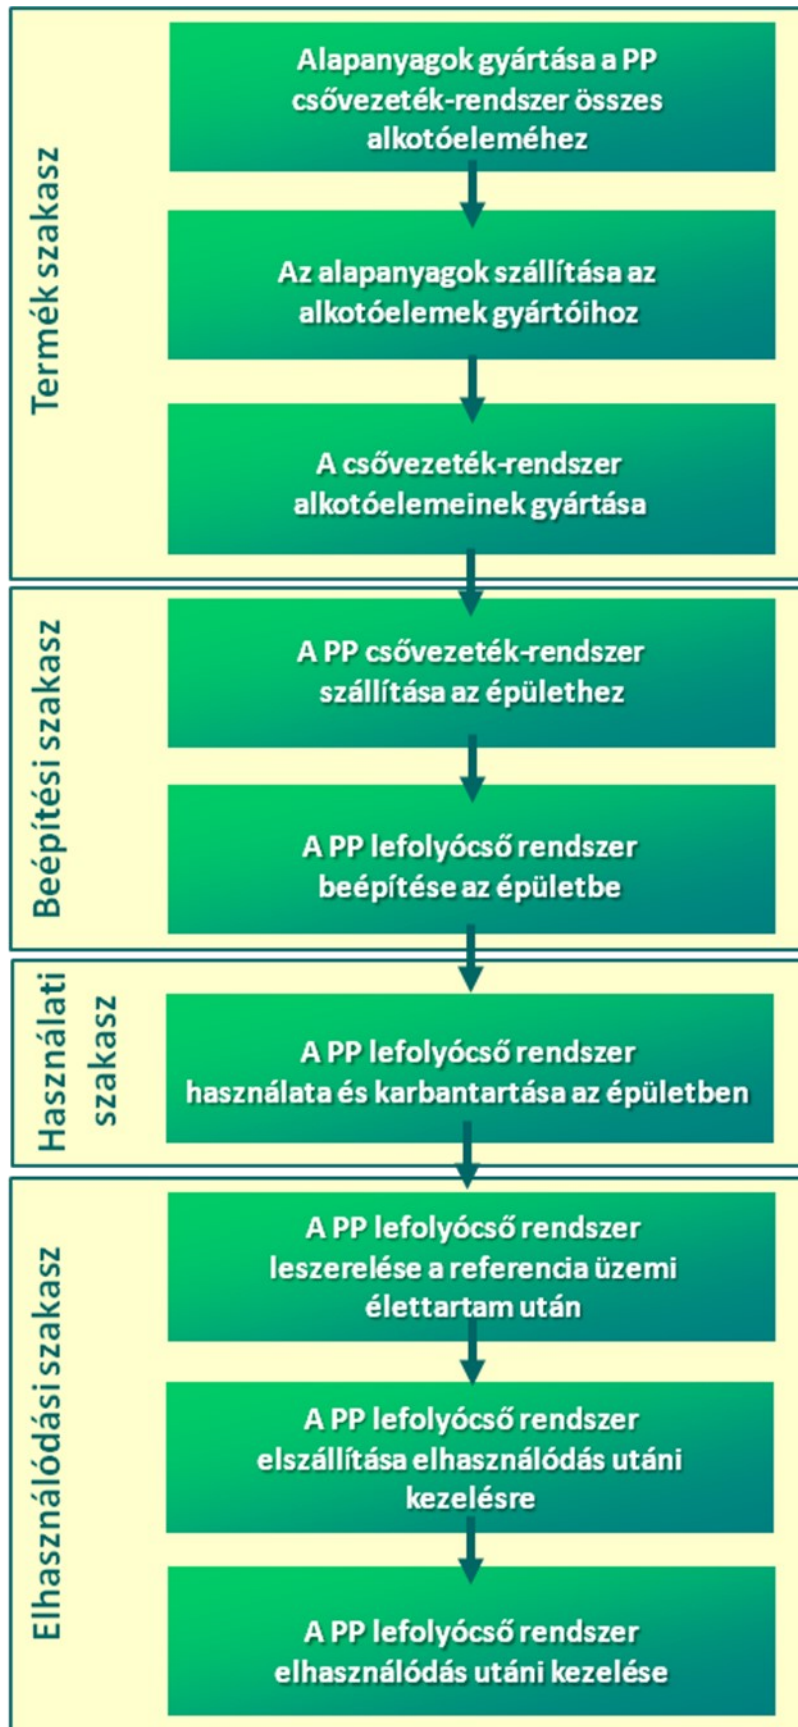 Termék szakasz
Alapanyagok gyártása a PP
csővezeték-rendszer összes
alkotóeleméhez
Az alapanyagok szállítása az
alkotóelemek gyártóihoz
A csővezeték-rendszer
alkotóelemeinek gyártása
Beépítési szakasz
A PP csővezeték-rendszer
szállítása az épülethez
A PP lefolyócső rendszer
beépítése az épületbe
Használati
szakasz
A PP lefolyócső rendszer
használata és karbantartása az épületben
Elhasználódási szakasz
A PP lefolyócső rendszer
leszerelése a referencia üzemi
élettartam után
A PP lefolyócső rendszer
elszállítása elhasználódás utáni
kezelésre
A PP lefolyócső rendszer
elhasználódás utáni kezelése